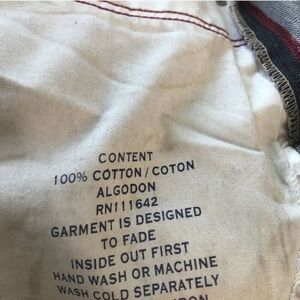 CONTENT
100% COTTON / COTON
ALGODON
RN111642
GARMENT IS DESIGNED
TO FADE
INSIDE OUT FIRST
HAND WASH OR MACHINE
WASH COLD SEPARATELY